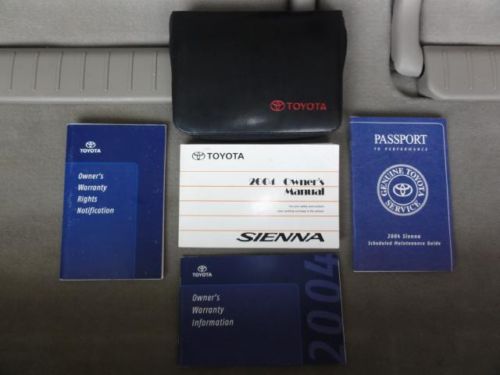 TOYOTA
TOYOTA
Owner's
Warranty
Rights
Notification
TOYOTA
2004 Owner's
Manual
SIENNA
PASSPORT
TO PERFORMANCE
GENUINE TOYOTA
SERVICE
2004 Sienna
Scheduled Maintenance Guide
TOYOTA
Owner's
Warranty
Information
2004